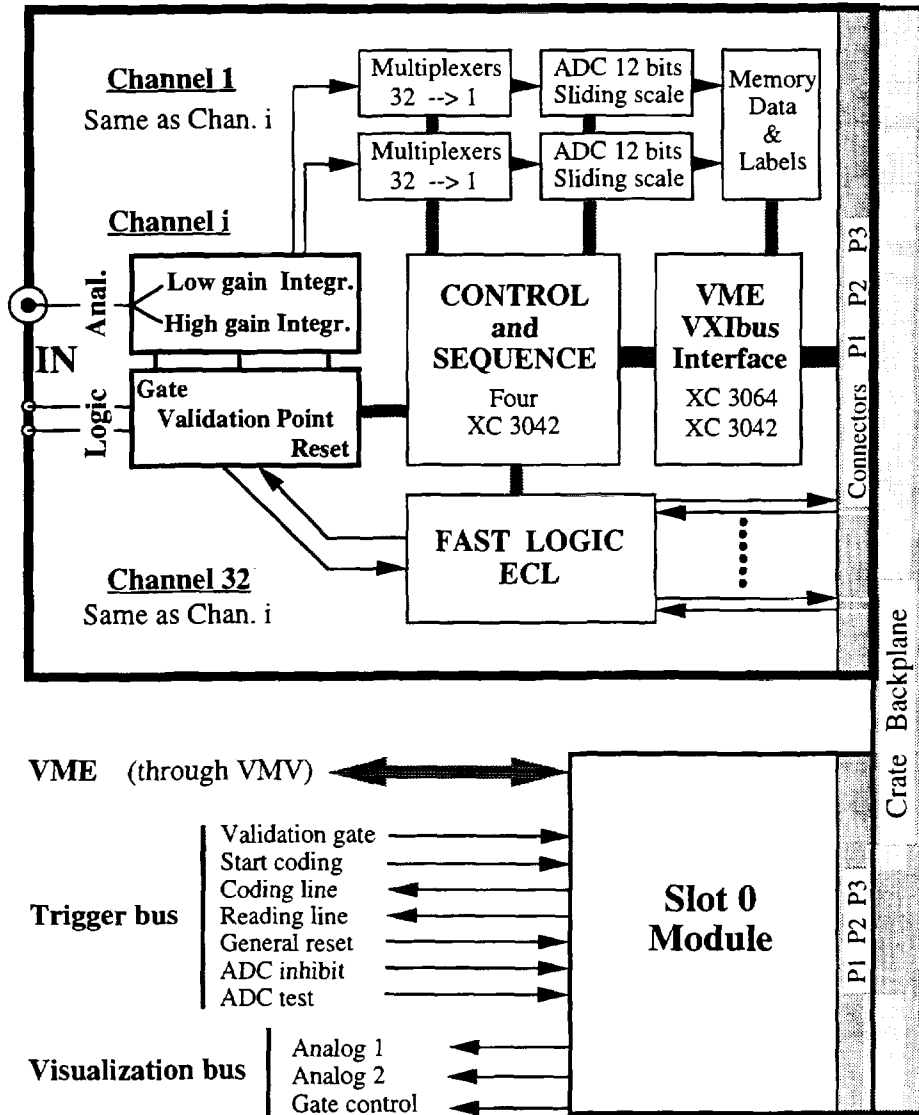 Channel 1
Same as Chan. i
Multiplexers
32 --> 1
ADC 12 bits
Sliding scale
Memory
Data
&
Labels
Multiplexers
32 --> 1
ADC 12 bits
Sliding scale
Channel i
Anal.
Low gain Integr.
High gain Integr.
IN
Logic
Gate
Validation Point
Reset
CONTROL
and
SEQUENCE
Four
XC 3042
VME
VXIbus
Interface
XC 3064
XC 3042
Connectors P1 P2 P3
FAST LOGIC
ECL
Channel 32
Same as Chan. i
Crate Backplane
VME (through VMV)
Trigger bus
Validation gate
Start coding
Coding line
Reading line
General reset
ADC inhibit
ADC test
Slot 0
Module
P1 P2 P3
Visualization bus
Analog 1
Analog 2
Gate control